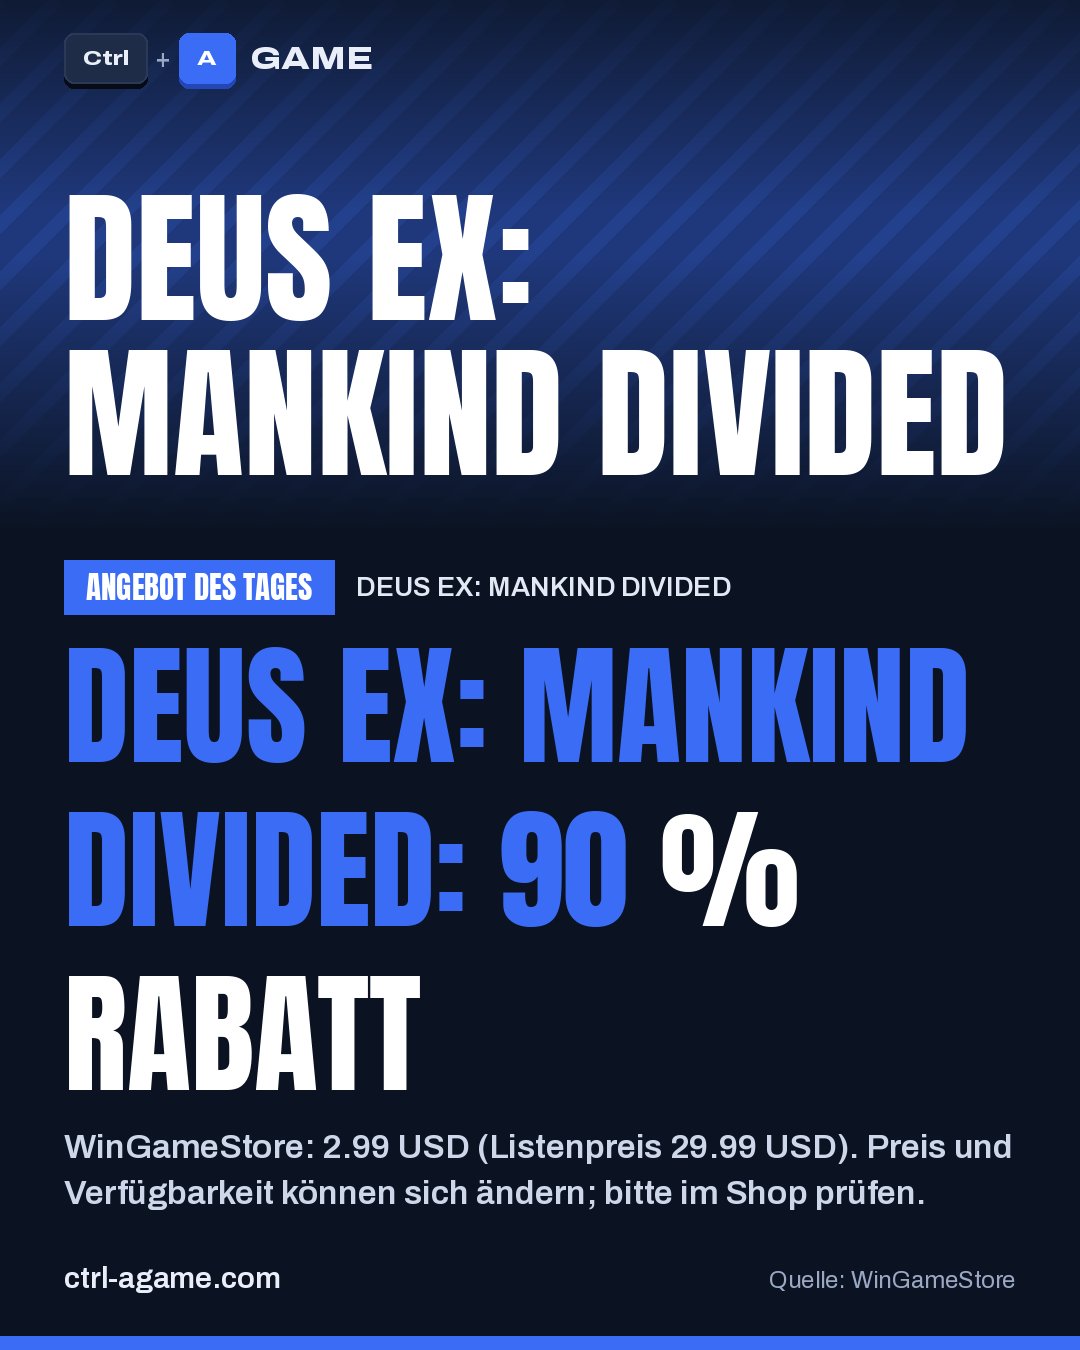 Ctrl + A GAME
DEUS EX:
MANKIND DIVIDED
ANGEBOT DES TAGES DEUS EX: MANKIND DIVIDED
DEUS EX: MANKIND
DIVIDED: 90 %
RABATT
WinGameStore: 2.99 USD (Listenpreis 29.99 USD). Preis und
Verfügbarkeit können sich ändern; bitte im Shop prüfen.
ctrl-agame.com Quelle: WinGameStore